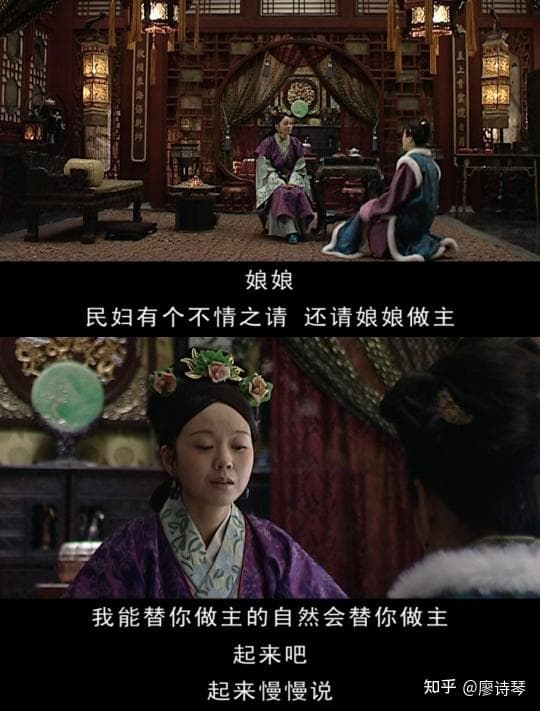 娘娘
民妇有个不情之请 还请娘娘做主
我能替你做主的自然会替你做主
起来吧
起来慢慢说
知乎 @廖诗琴